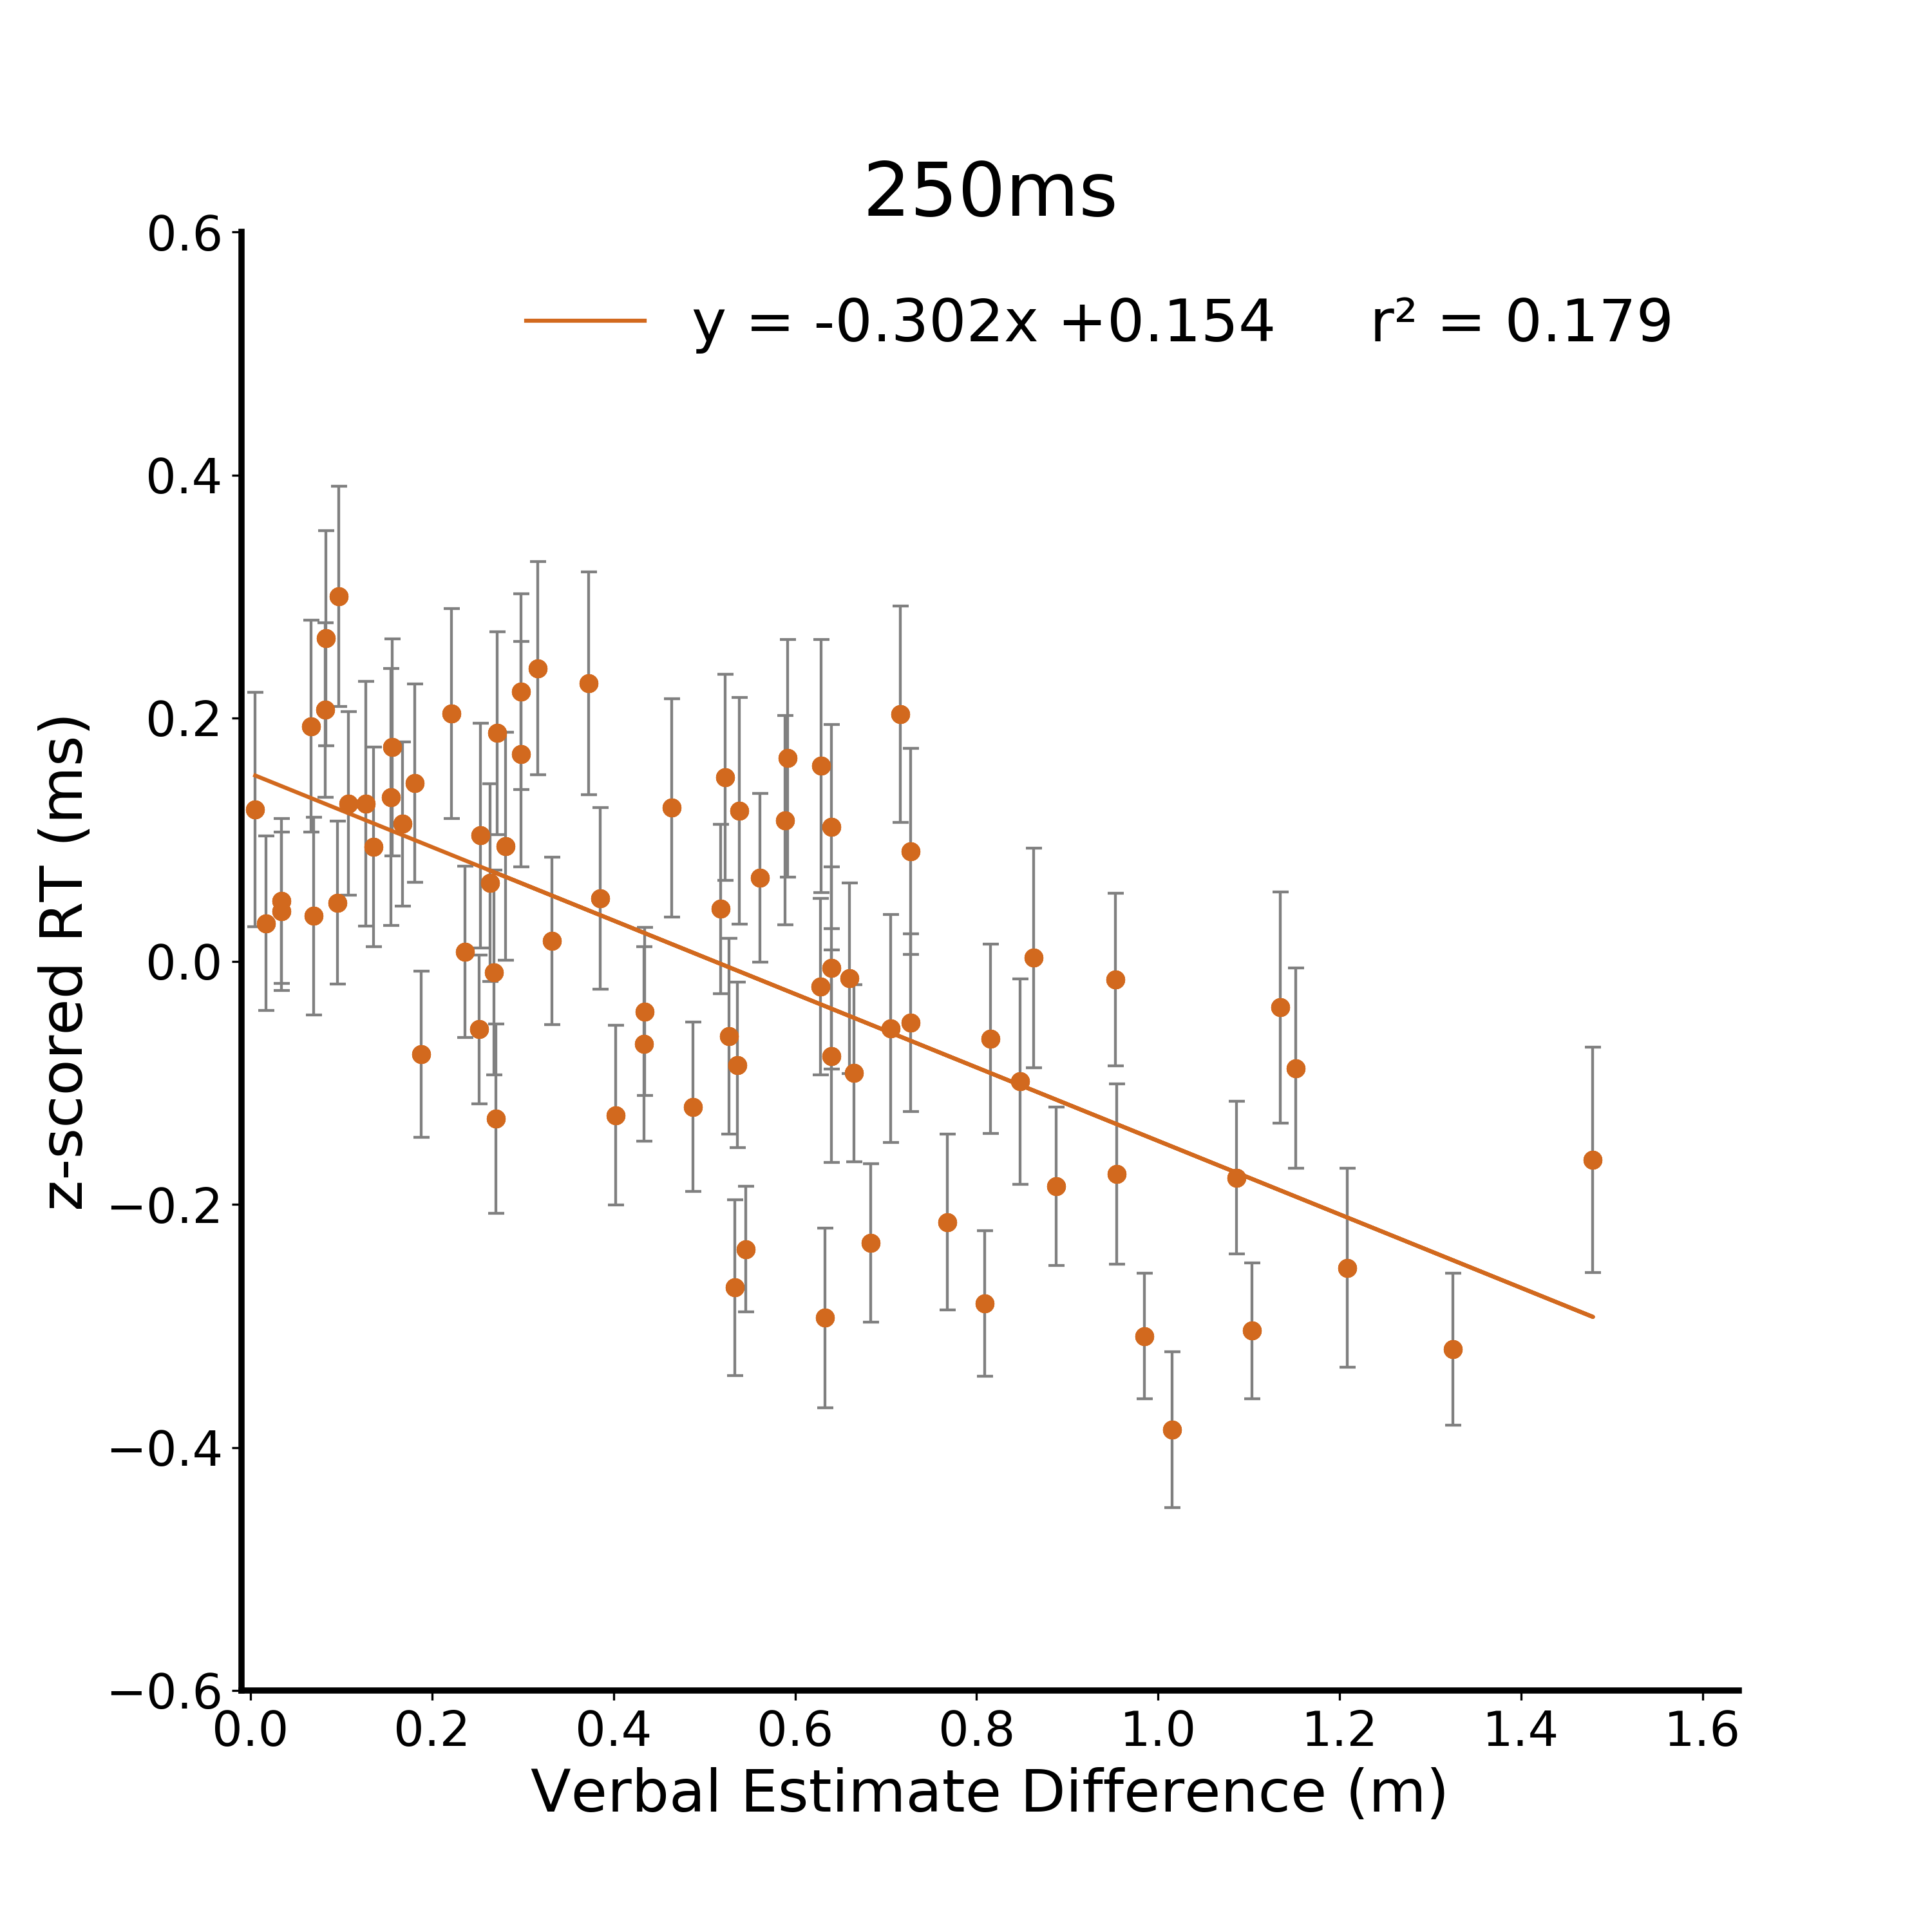 250ms
y = -0.302x +0.154 r² = 0.179
0.6
0.4
0.2
0.0
−0.2
−0.4
−0.6
z-scored RT (ms)
0.0 0.2 0.4 0.6 0.8 1.0 1.2 1.4 1.6
Verbal Estimate Difference (m)